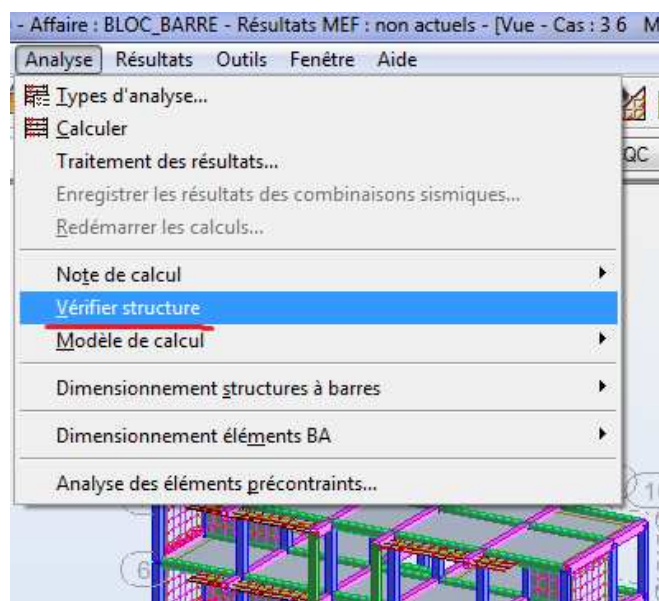 - Affaire : BLOC_BARRE - Résultats MEF : non actuels - [Vue - Cas : 3 6 M
Analyse Résultats Outils Fenêtre Aide
Types d'analyse...
Calculer
QC
Traitement des résultats...
Enregistrer les résultats des combinaisons sismiques...
Redémarrer les calculs...
Note de calcul
Vérifier structure
Modèle de calcul
Dimensionnement structures à barres
Dimensionnement éléments BA
Analyse des éléments précontraints...
6